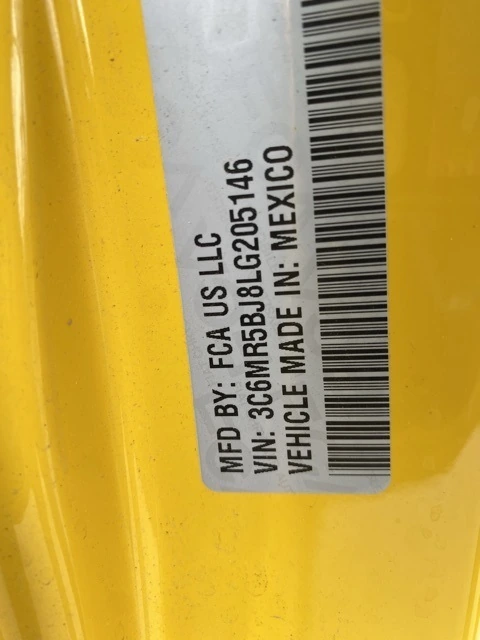 MFD BY: FCA US LLC
VIN: 3C6MR5BJ8LG205146
VEHICLE MADE IN: MEXICO